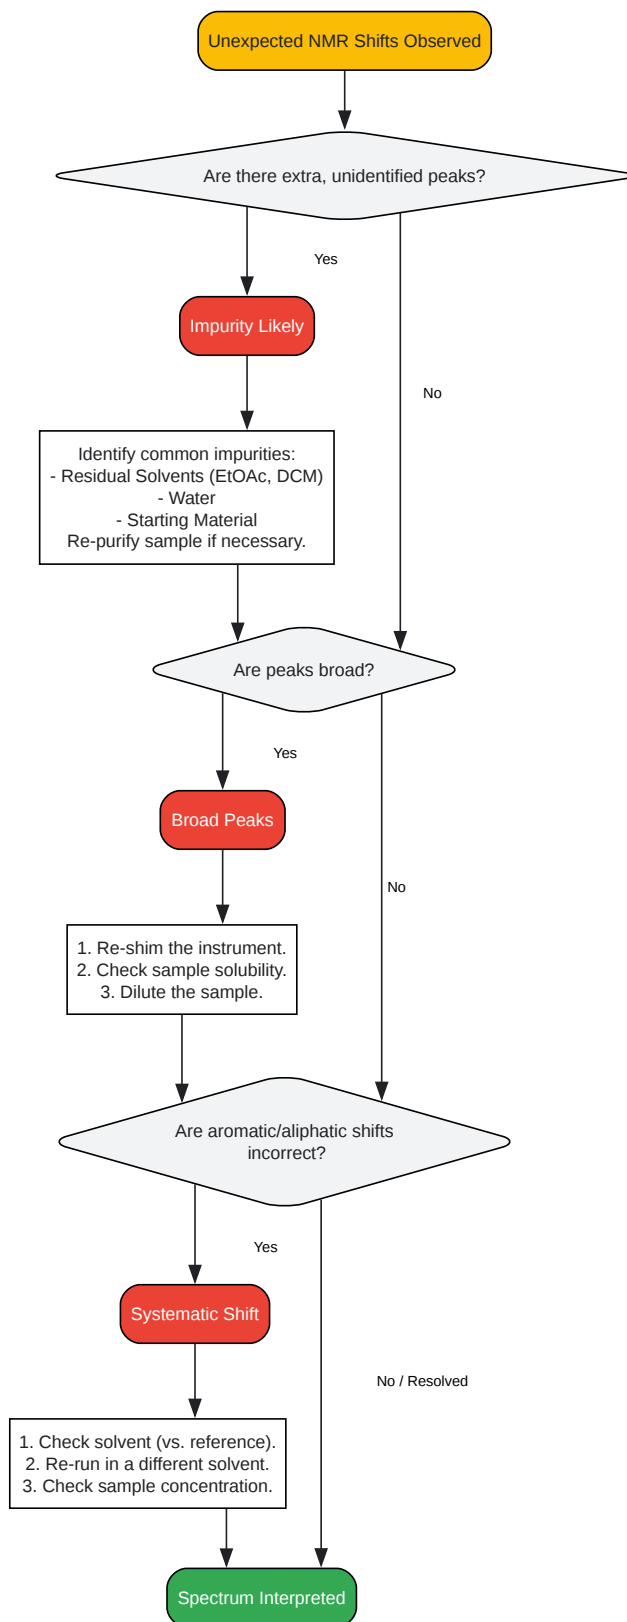 Unexpected NMR Shifts Observed
Are there extra, unidentified peaks?
Yes
Impurity Likely
No
Identify common impurities:
- Residual Solvents (EtOAc, DCM)
- Water
- Starting Material
Re-purify sample if necessary.
Are peaks broad?
Yes
Broad Peaks
No
1. Re-shim the instrument.
2. Check sample solubility.
3. Dilute the sample.
Are aromatic/aliphatic shifts
incorrect?
Yes
Systematic Shift
No / Resolved
1. Check solvent (vs. reference).
2. Re-run in a different solvent.
3. Check sample concentration.
Spectrum Interpreted